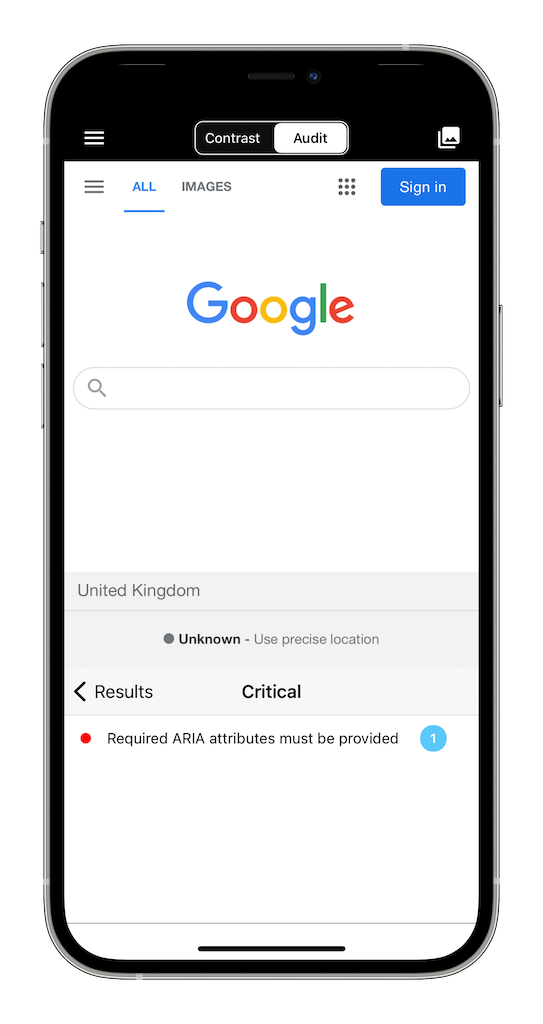 Contrast Audit
ALL IMAGES Sign in
Google
United Kingdom
Unknown - Use precise location
Results Critical
Required ARIA attributes must be provided 1